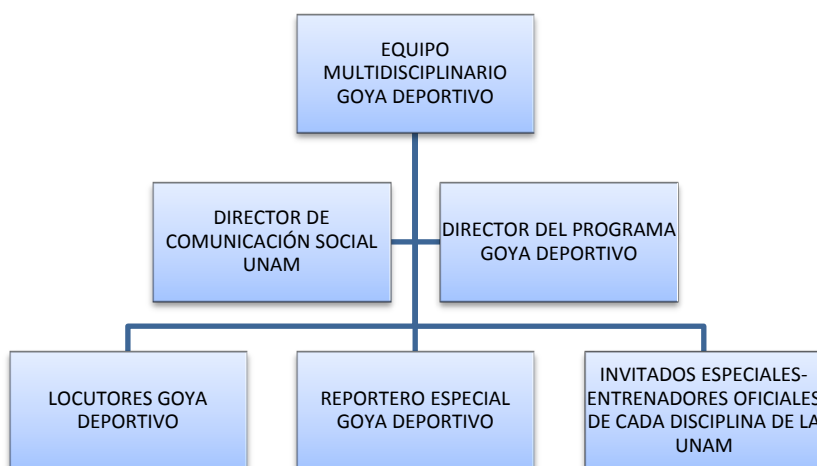 EQUIPO
MULTIDISCIPLINARIO
GOYA DEPORTIVO
DIRECTOR DE
COMUNICACIÓN SOCIAL
UNAM
DIRECTOR DEL PROGRAMA
GOYA DEPORTIVO
LOCUTORES GOYA
DEPORTIVO
REPORTERO ESPECIAL
GOYA DEPORTIVO
INVITADOS ESPECIALES-
ENTRENADORES OFICIALES
DE CADA DISCIPLINA DE LA
UNAM